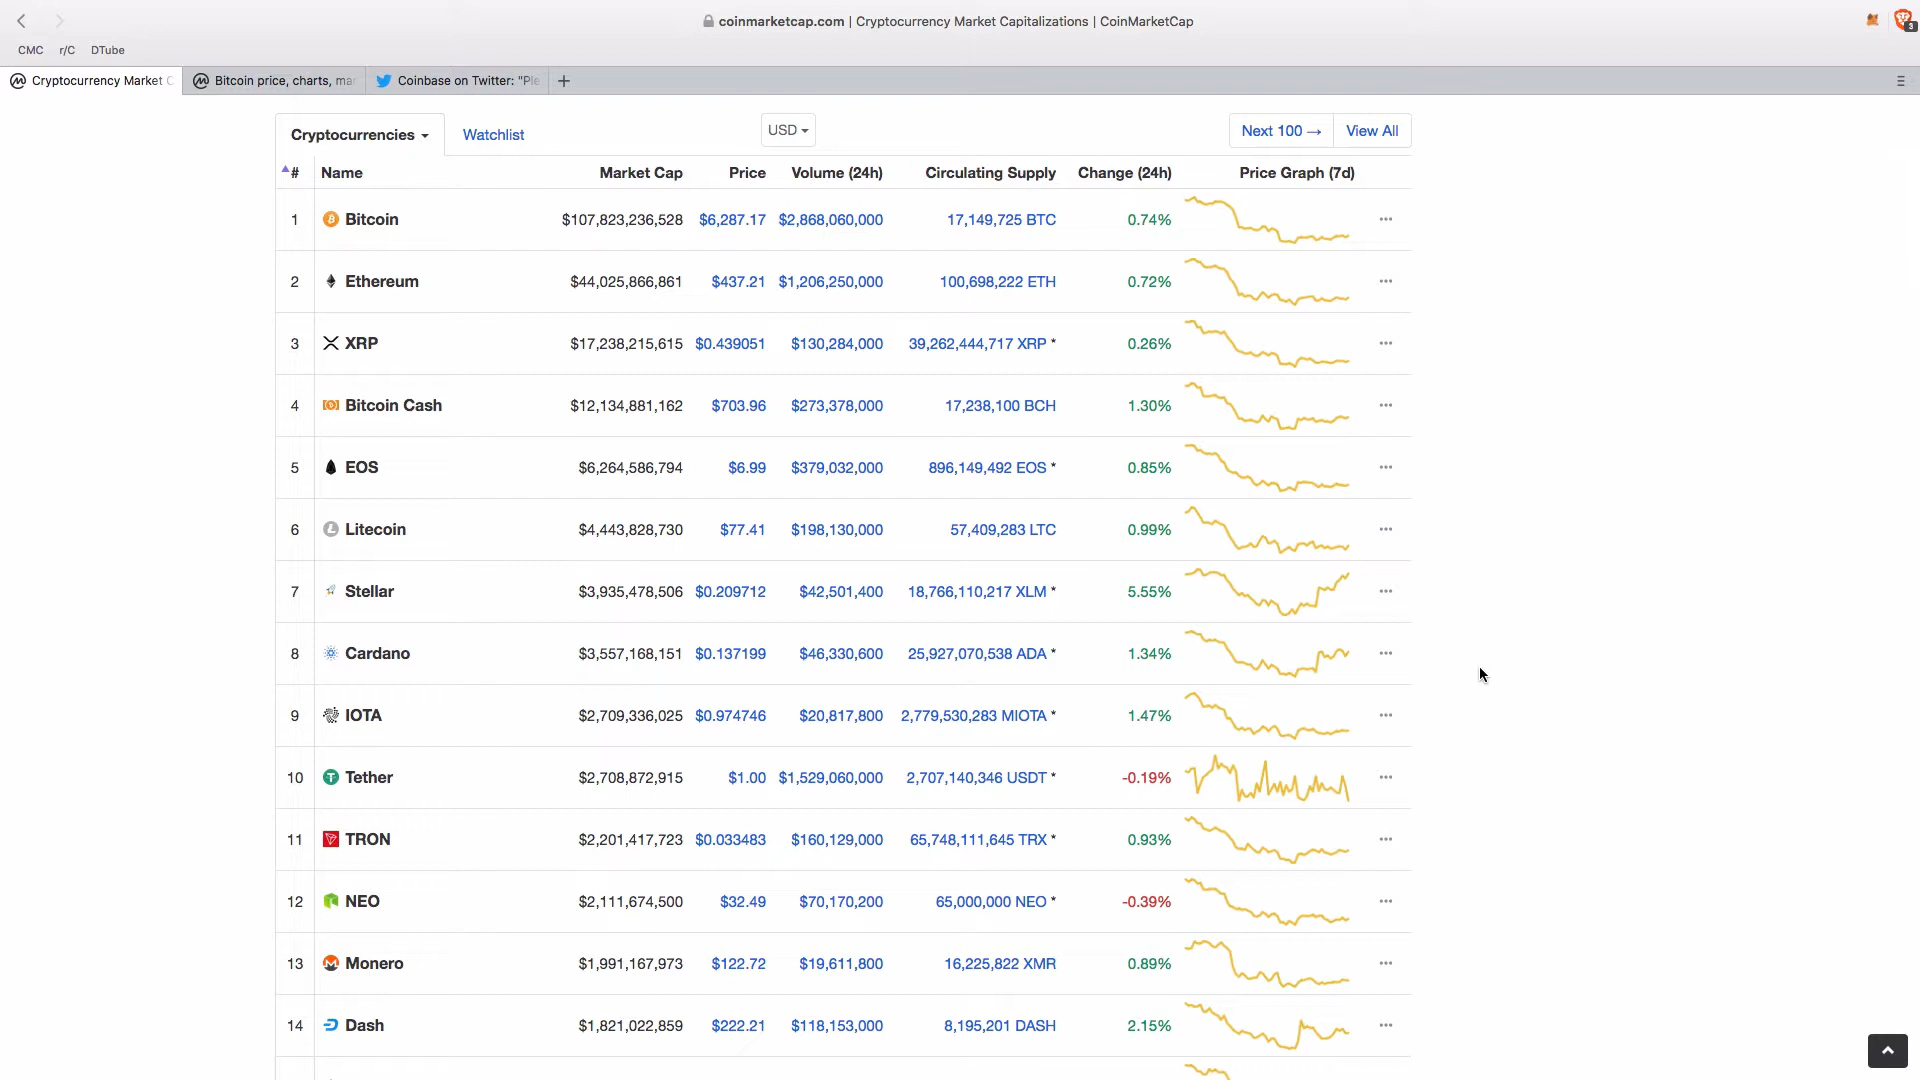 coinmarketcap.com | Cryptocurrency Market Capitalizations | CoinMarketCap
3
CMC r/C DTube
Cryptocurrency Market C Bitcoin price, charts, mar Coinbase on Twitter: "Ple
Cryptocurrencies Watchlist USD Next 100 → View All
# Name Market Cap Price Volume (24h) Circulating Supply Change (24h) Price Graph (7d)
1 Bitcoin $107,823,236,528 $6,287.17 $2,868,060,000 17,149,725 BTC 0.74%
2 Ethereum $44,025,866,861 $437.21 $1,206,250,000 100,698,222 ETH 0.72%
3 XRP $17,238,215,615 $0.439051 $130,284,000 39,262,444,717 XRP * 0.26%
4 Bitcoin Cash $12,134,881,162 $703.96 $273,378,000 17,238,100 BCH 1.30%
5 EOS $6,264,586,794 $6.99 $379,032,000 896,149,492 EOS * 0.85%
6 Litecoin $4,443,828,730 $77.41 $198,130,000 57,409,283 LTC 0.99%
7 Stellar $3,935,478,506 $0.209712 $42,501,400 18,766,110,217 XLM * 5.55%
8 Cardano $3,557,168,151 $0.137199 $46,330,600 25,927,070,538 ADA * 1.34%
9 IOTA $2,709,336,025 $0.974746 $20,817,800 2,779,530,283 MIOTA * 1.47%
10 Tether $2,708,872,915 $1.00 $1,529,060,000 2,707,140,346 USDT * -0.19%
11 TRON $2,201,417,723 $0.033483 $160,129,000 65,748,111,645 TRX * 0.93%
12 NEO $2,111,674,500 $32.49 $70,170,200 65,000,000 NEO * -0.39%
13 Monero $1,991,167,973 $122.72 $19,611,800 16,225,822 XMR 0.89%
14 Dash $1,821,022,859 $222.21 $118,153,000 8,195,201 DASH 2.15%